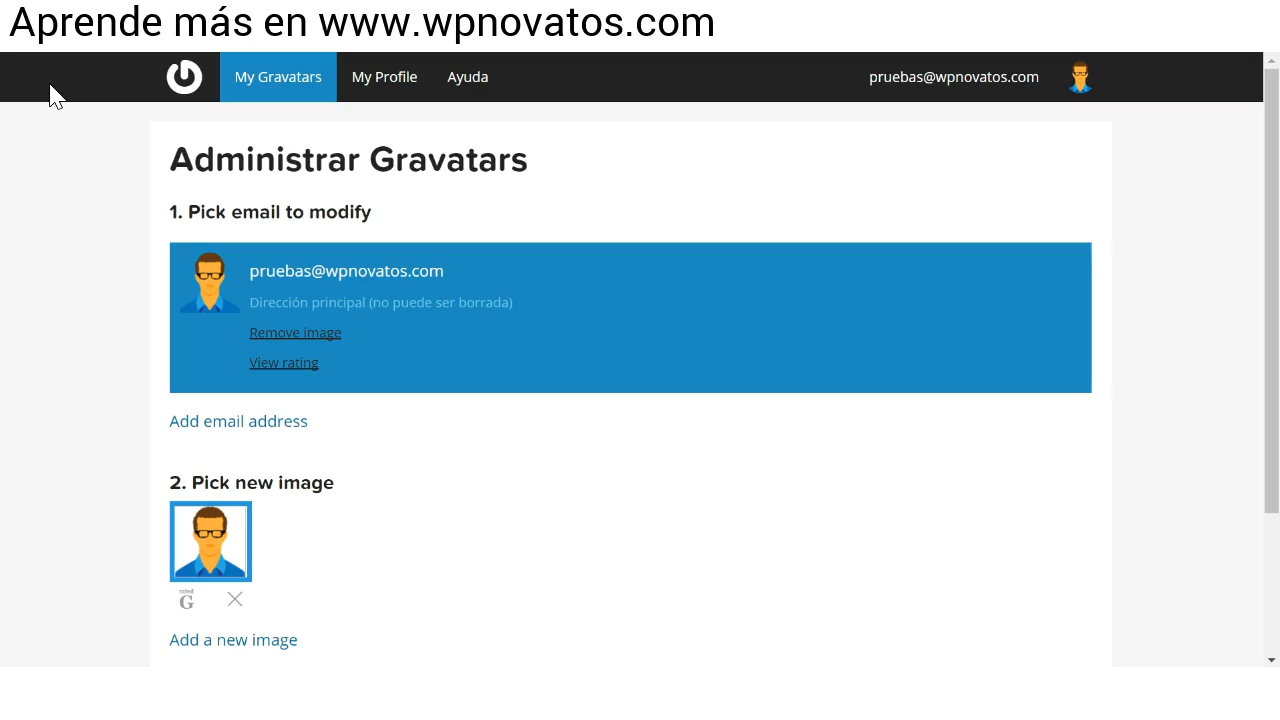 Aprende más en www.wpnovatos.com
My Gravatars My Profile Ayuda pruebas@wpnovatos.com
Administrar Gravatars
1. Pick email to modify
pruebas@wpnovatos.com
Dirección principal (no puede ser borrada)
Remove image
View rating
Add email address
2. Pick new image
rated
G
Add a new image